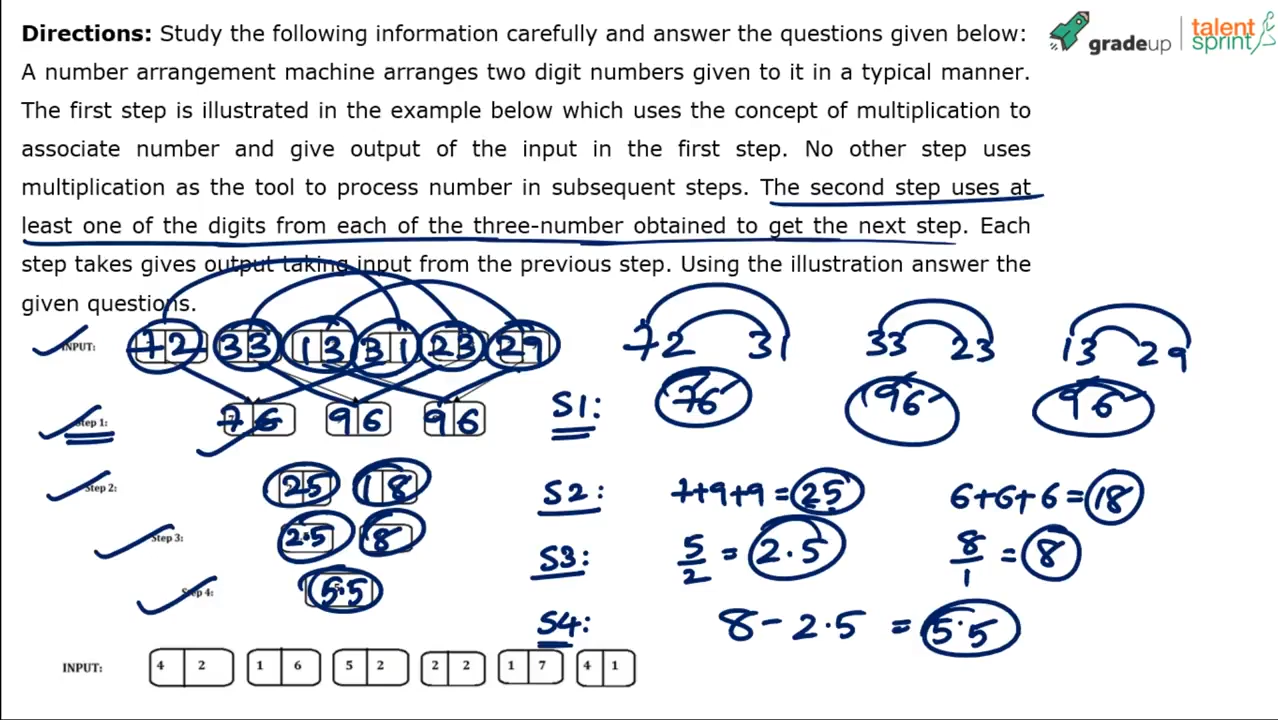 Directions: Study the following information carefully and answer the questions given below:
gradeup talent sprint
A number arrangement machine arranges two digit numbers given to it in a typical manner.
The first step is illustrated in the example below which uses the concept of multiplication to
associate number and give output of the input in the first step. No other step uses
multiplication as the tool to process number in subsequent steps. The second step uses at
least one of the digits from each of the three-number obtained to get the next step. Each
step takes gives output taking input from the previous step. Using the illustration answer the
given questions.
INPUT: 72 33 13 31 23 29 72 31 33 23 13 29
Step 1: 76 96 96 S1: 76 96 96
Step 2: 25 18 S2: 7+9+9=25 6+6+6=18
Step 3: 2.5 8 S3: 5/2 = 2.5 8/1 = 8
Step 4: 5.5 S4: 8-2.5 = 5.5
INPUT: 4 2 1 6 5 2 2 2 1 7 4 1